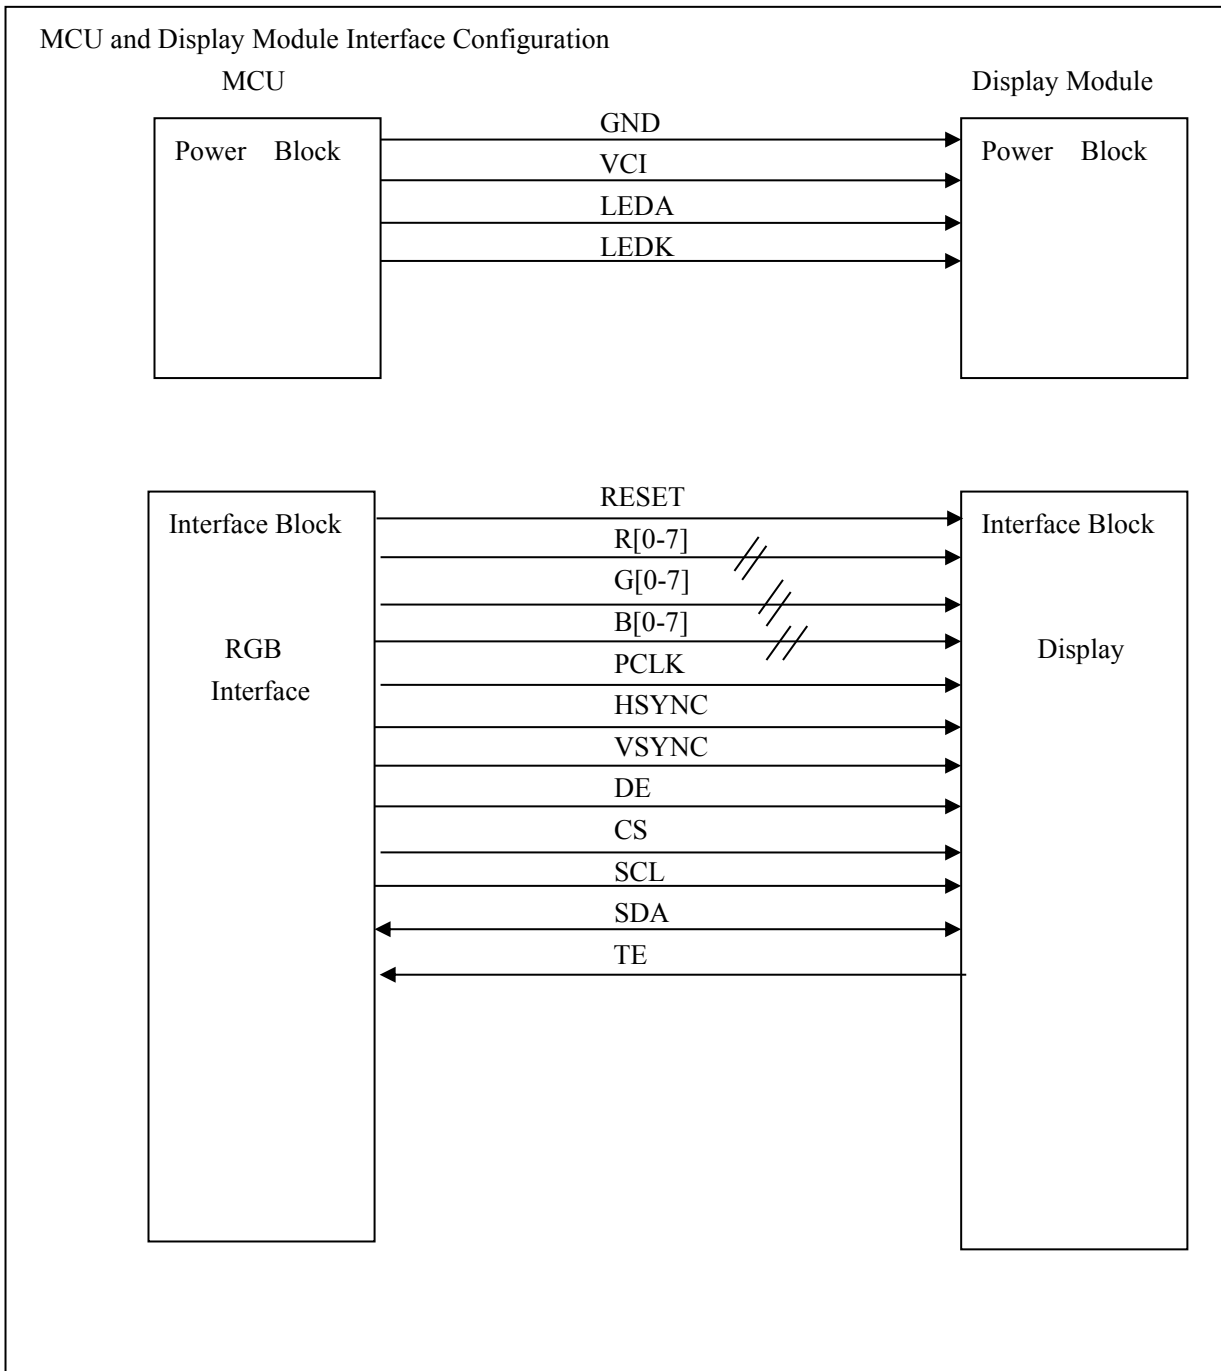 MCU and Display Module Interface Configuration
MCU
Display Module
Power Block
GND
VCI
LEDA
LEDK
Power Block
Interface Block
RGB
Interface
RESET
R[0-7]
G[0-7]
B[0-7]
PCLK
HSYNC
VSYNC
DE
CS
SCL
SDA
TE
Interface Block
Display